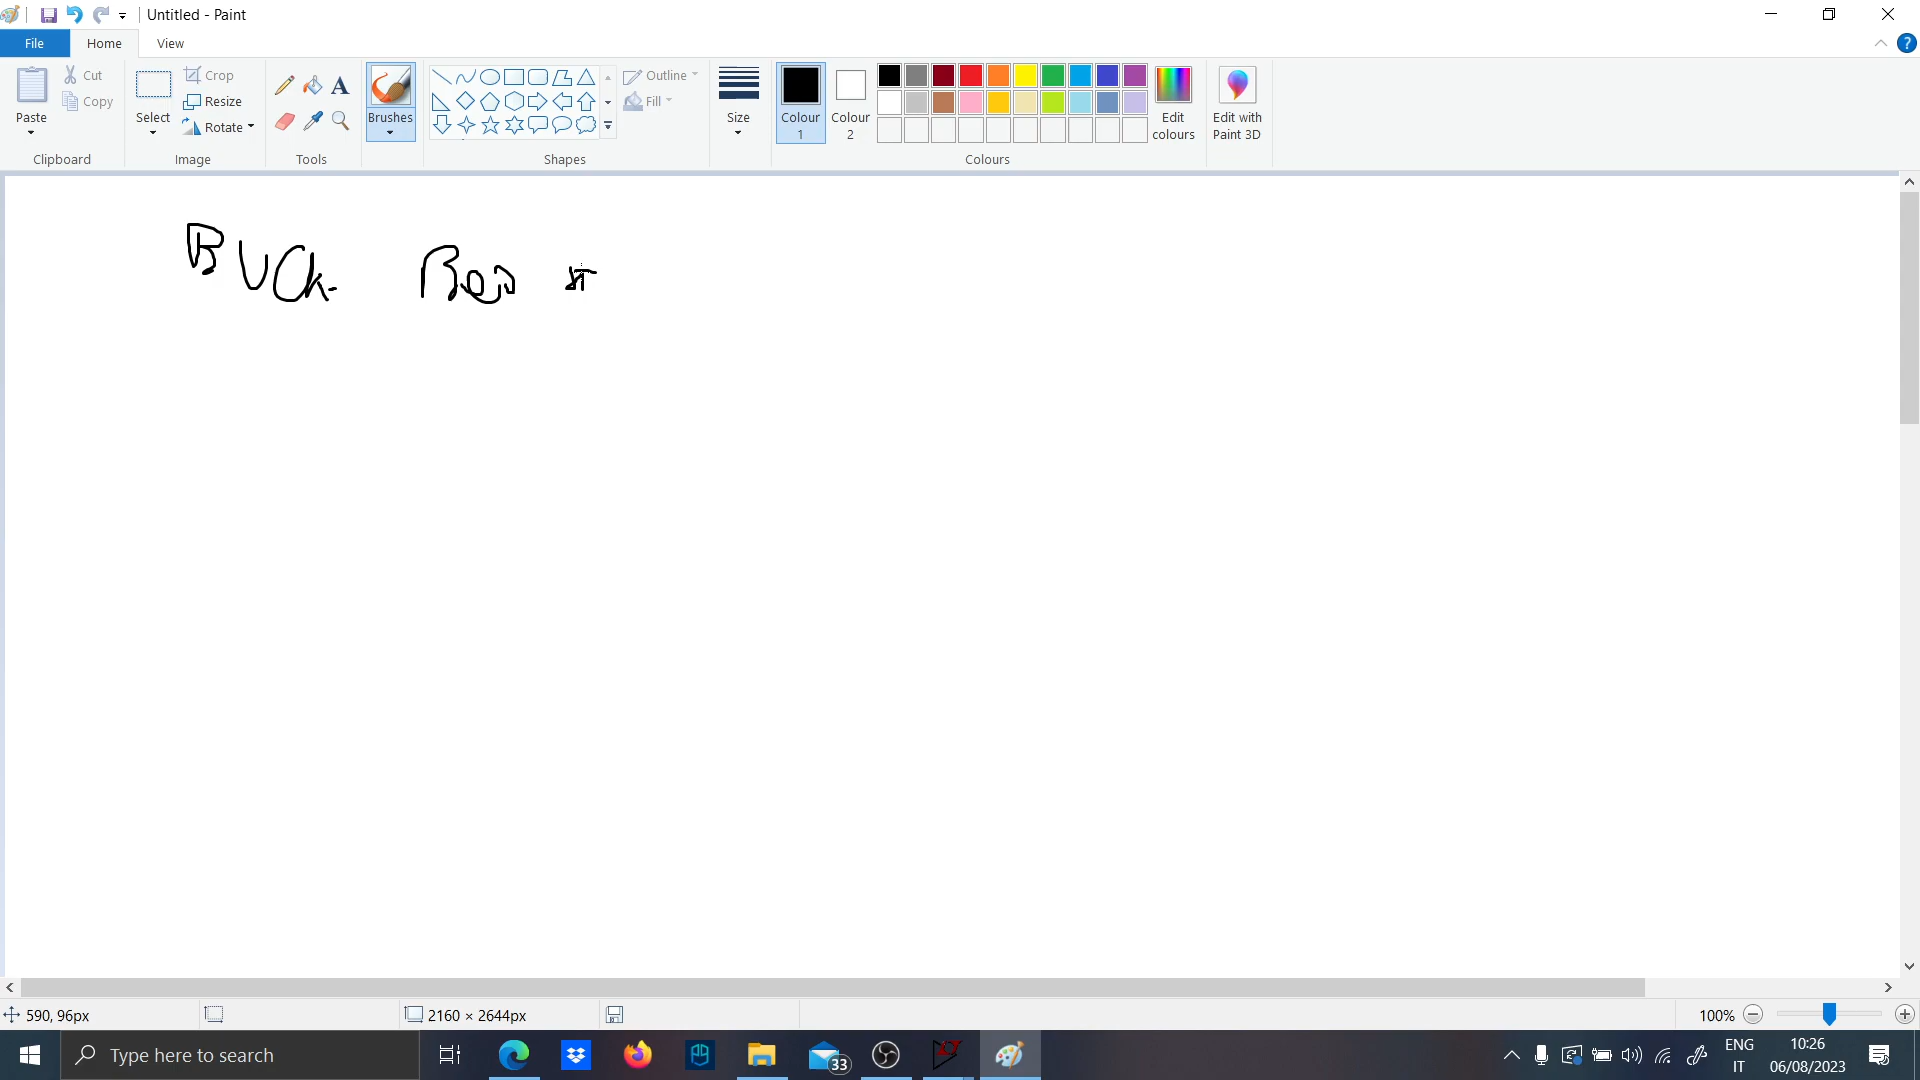 Untitled - Paint
File Home View
Paste Cut Copy Select Crop Resize Rotate Brushes Outline Fill Size Colour 1 Colour 2 Edit colours Edit with Paint 3D
Clipboard Image Tools Shapes Colours
BUCk
590, 96px 2160 × 2644px 100%
Type here to search 33 ENG IT 10:26 06/08/2023